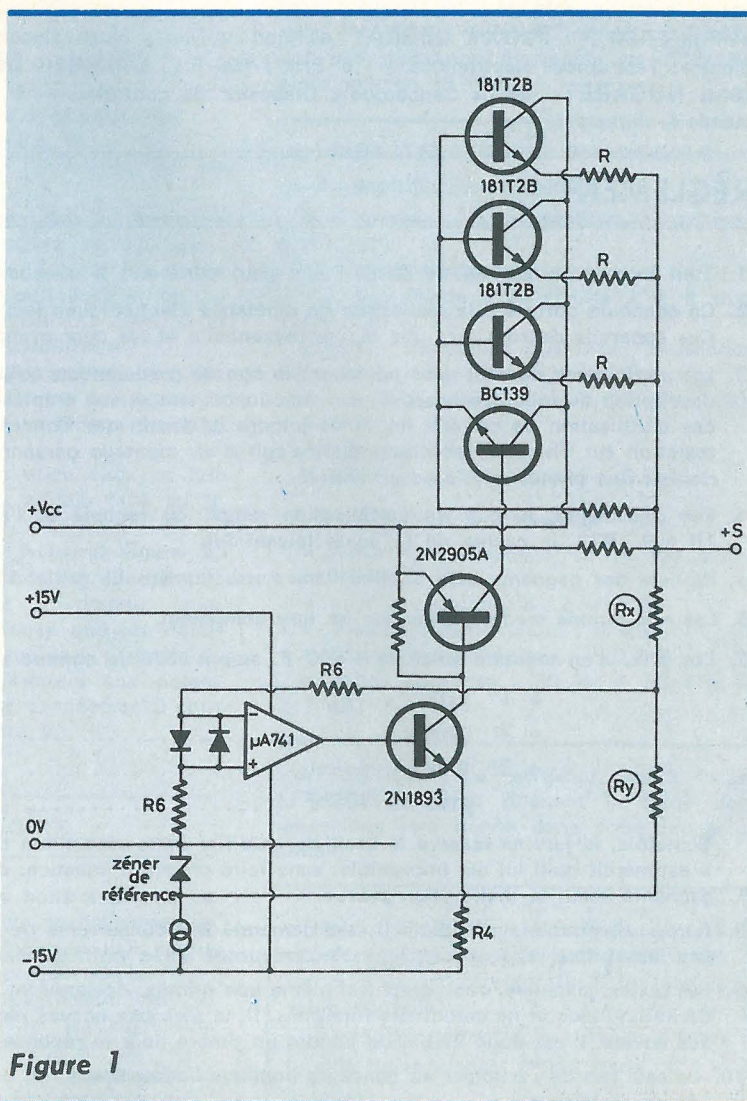 181T2B
R
181T2B
R
181T2B
R
BC139
+Vcc
+S
2N2905A
+15V
Rx
R6
- μA741
+
2N1893
Ry
R6
0V
zéner
de
référence
R4
-15V
Figure 1